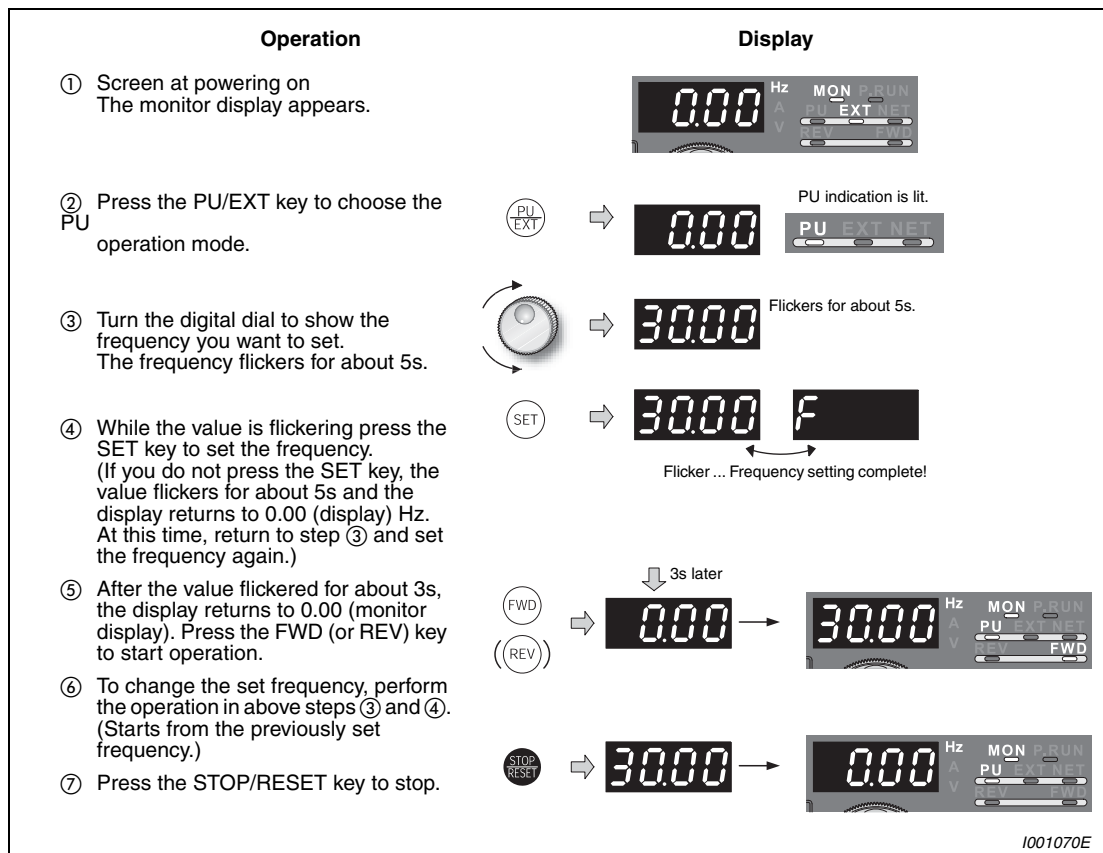 Operation
Display
① Screen at powering on
The monitor display appears.
0.00 Hz MON P.RUN
A PU EXT NET
V REV FWD
② Press the PU/EXT key to choose the
PU
operation mode.
PU
EXT
0.00
PU indication is lit.
PU EXT NET
③ Turn the digital dial to show the
frequency you want to set.
The frequency flickers for about 5s.
30.00
Flickers for about 5s.
④ While the value is flickering press the
SET key to set the frequency.
(If you do not press the SET key, the
value flickers for about 5s and the
display returns to 0.00 (display) Hz.
At this time, return to step ③ and set
the frequency again.)
SET
30.00 F
Flicker ... Frequency setting complete!
⑤ After the value flickered for about 3s,
the display returns to 0.00 (monitor
display). Press the FWD (or REV) key
to start operation.
3s later
FWD
(REV)
0.00
30.00 Hz MON P.RUN
A PU EXT NET
V REV FWD
⑥ To change the set frequency, perform
the operation in above steps ③ and ④.
(Starts from the previously set
frequency.)
⑦ Press the STOP/RESET key to stop.
STOP
RESET
30.00
0.00 Hz MON P.RUN
A PU EXT NET
V REV FWD
I001070E